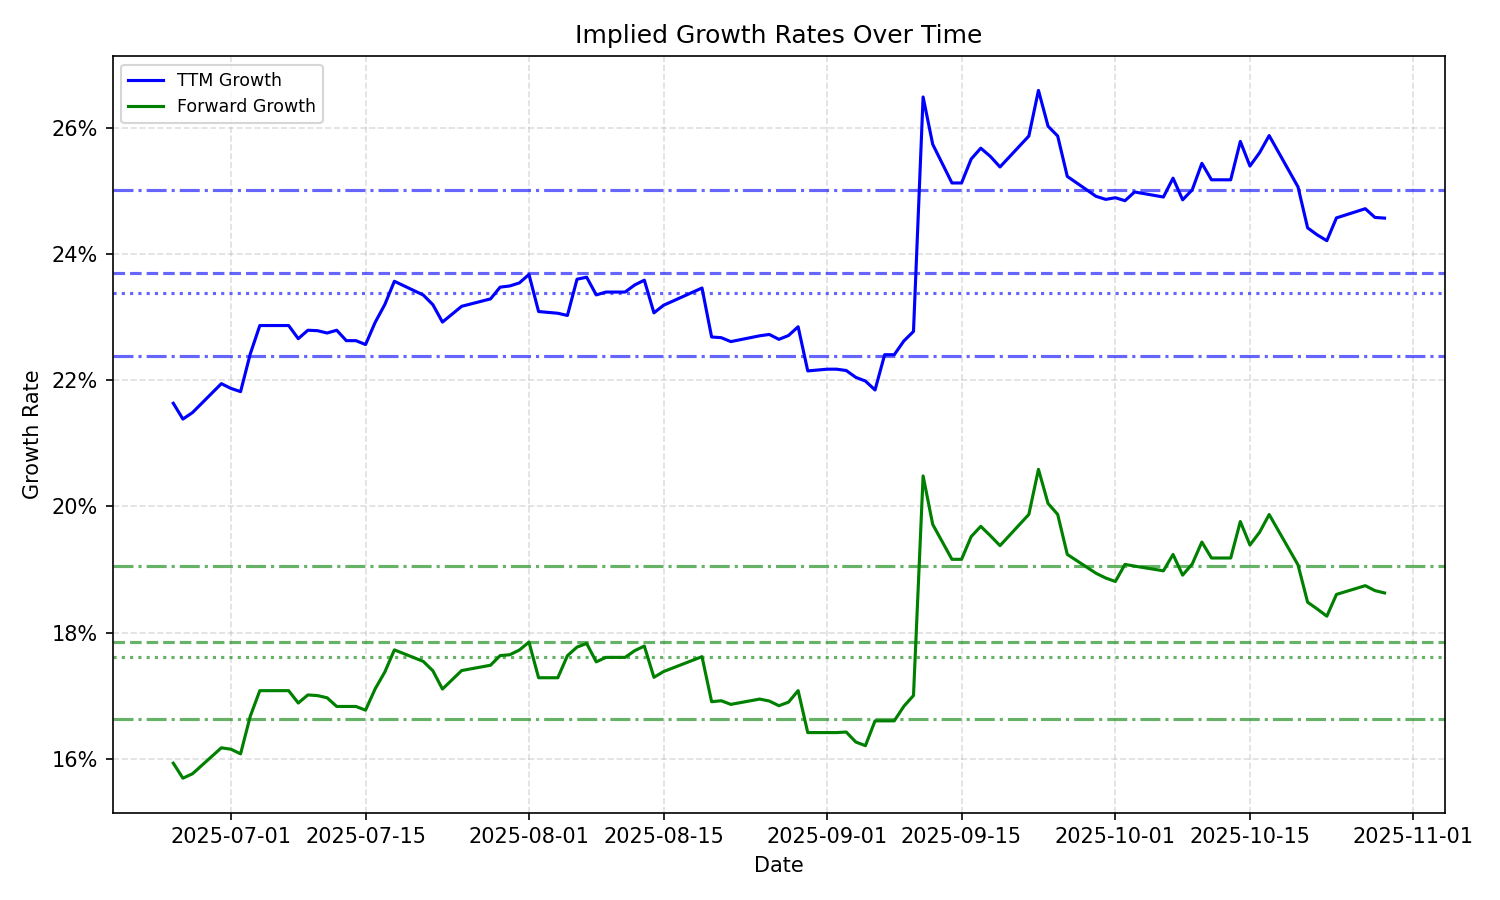 Implied Growth Rates Over Time
TTM Growth
Forward Growth
26%
24%
22%
20%
18%
16%
Growth Rate
2025-07-01 2025-07-15 2025-08-01 2025-08-15 2025-09-01 2025-09-15 2025-10-01 2025-10-15 2025-11-01
Date